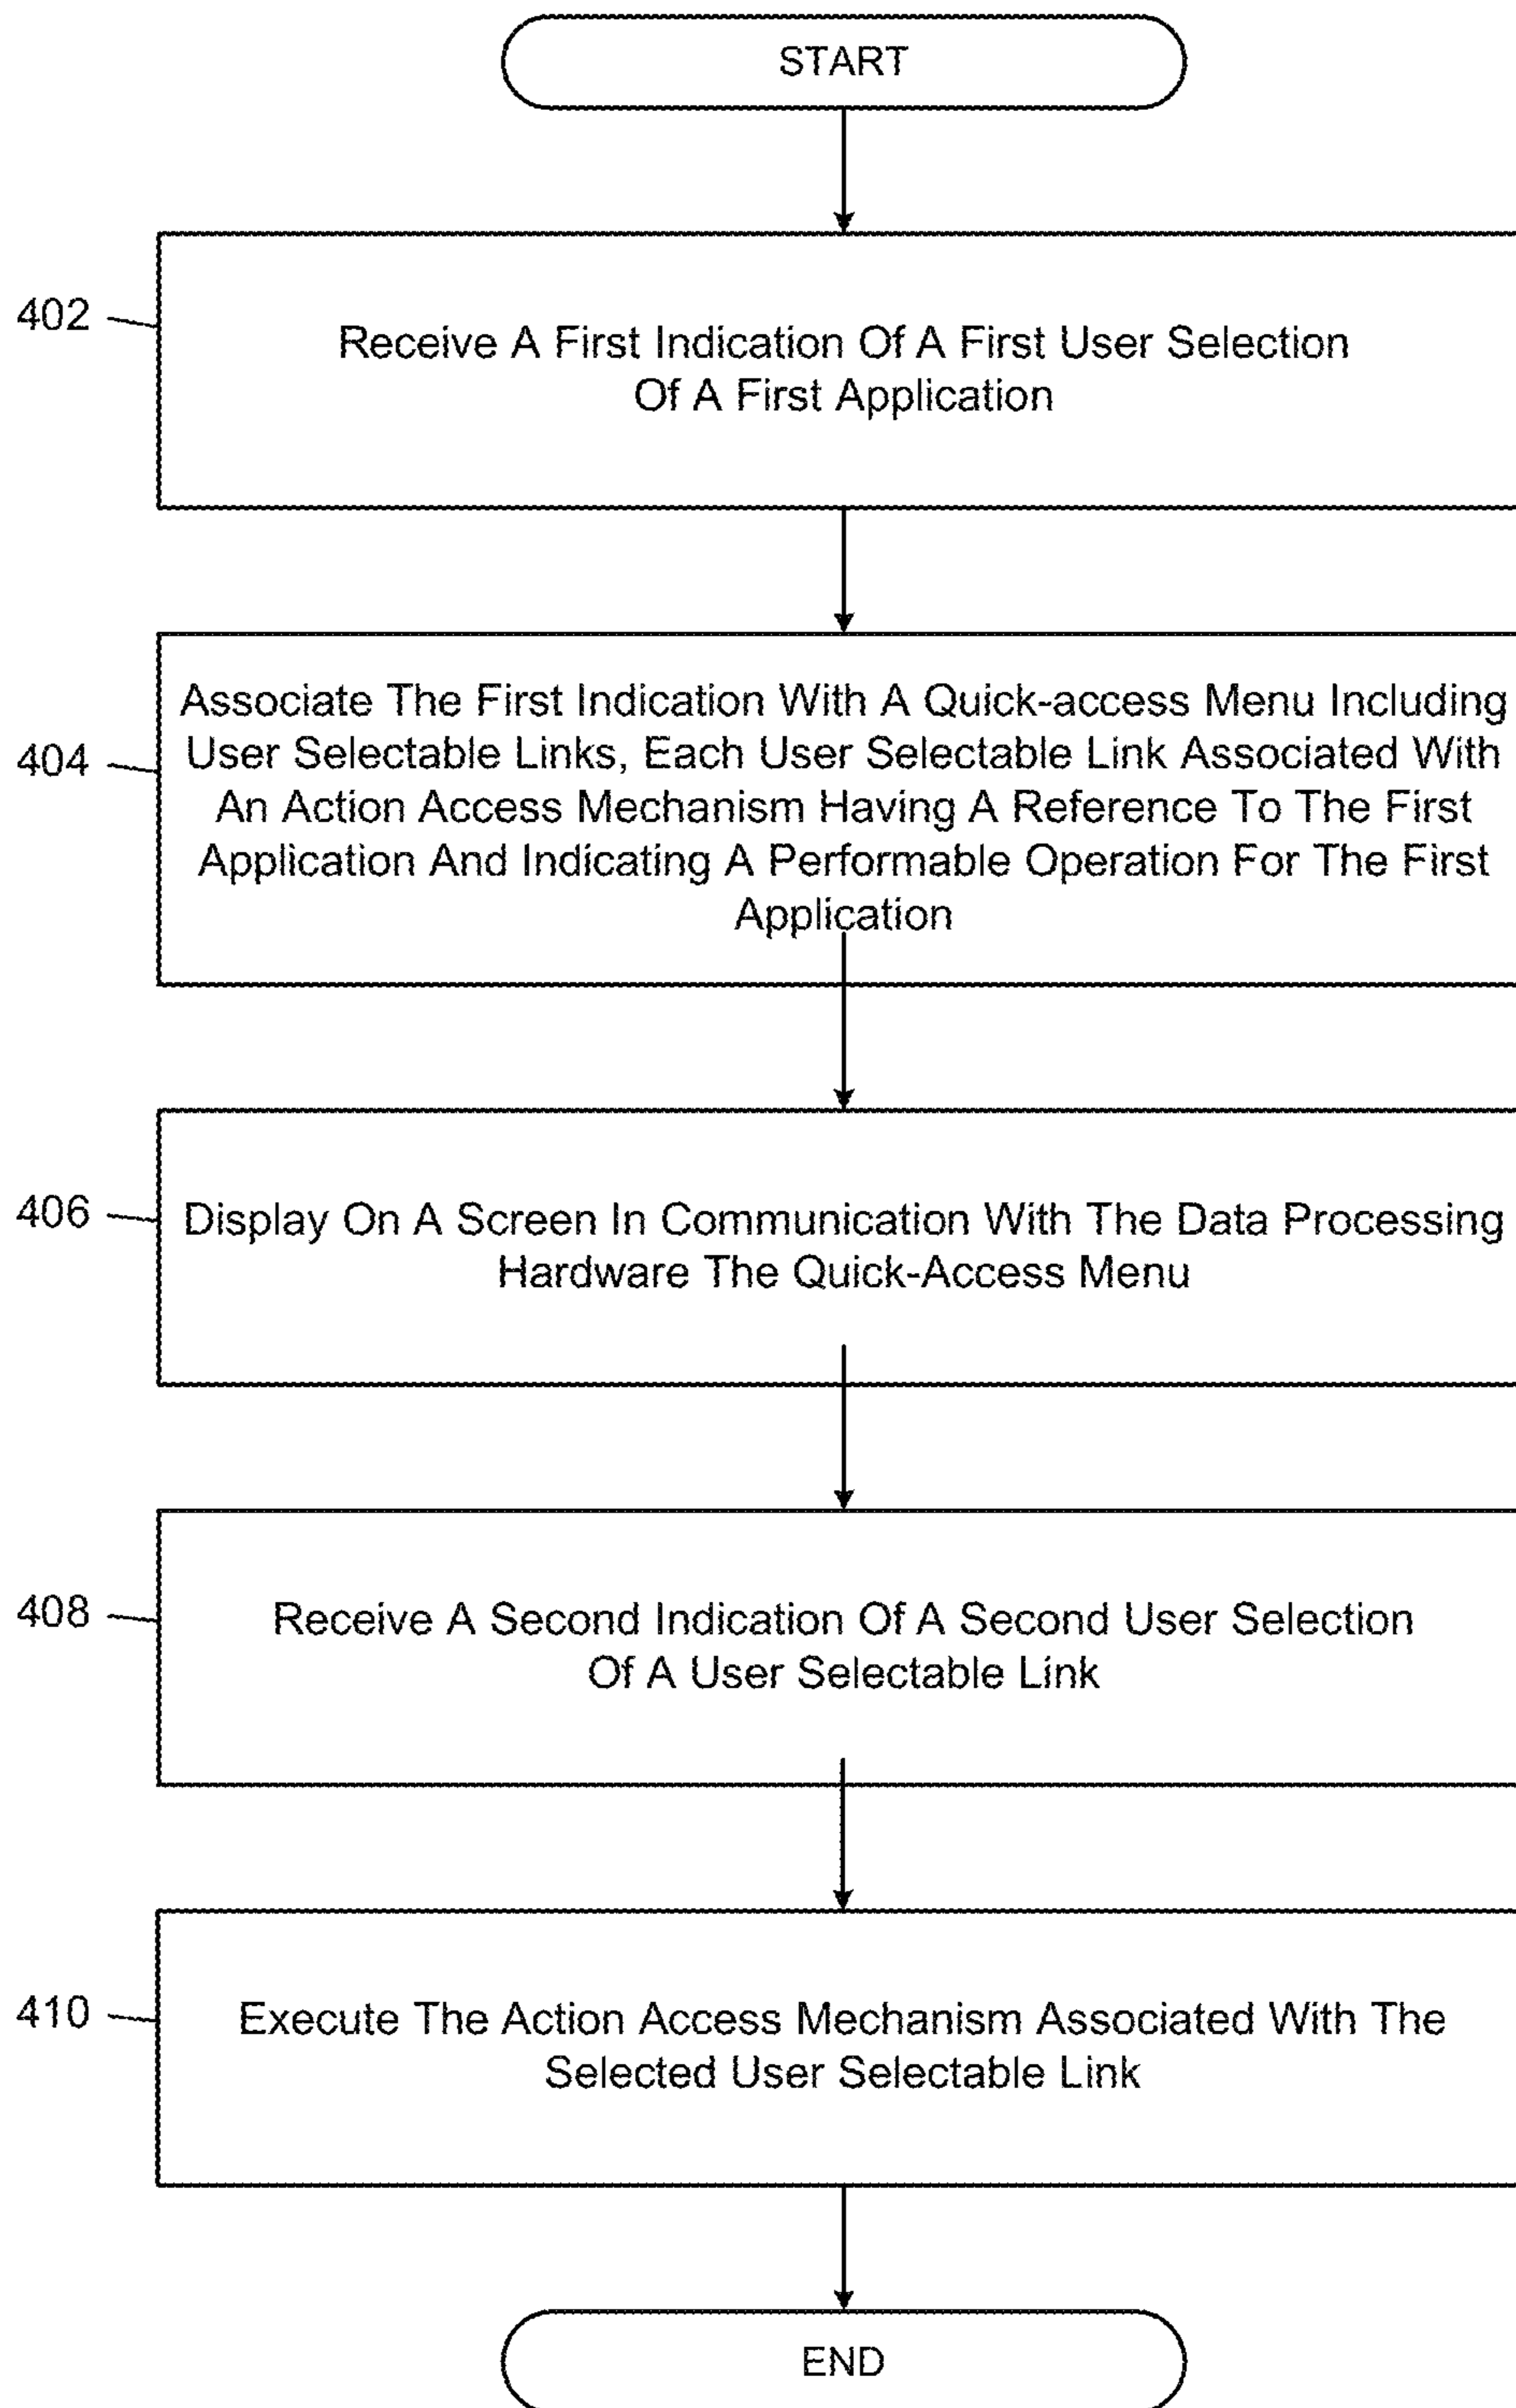 START
402
Receive A First Indication Of A First User Selection
Of A First Application
404
Associate The First Indication With A Quick-access Menu Including
User Selectable Links, Each User Selectable Link Associated With
An Action Access Mechanism Having A Reference To The First
Application And Indicating A Performable Operation For The First
Application
406
Display On A Screen In Communication With The Data Processing
Hardware The Quick-Access Menu
408
Receive A Second Indication Of A Second User Selection
Of A User Selectable Link
410
Execute The Action Access Mechanism Associated With The
Selected User Selectable Link
END